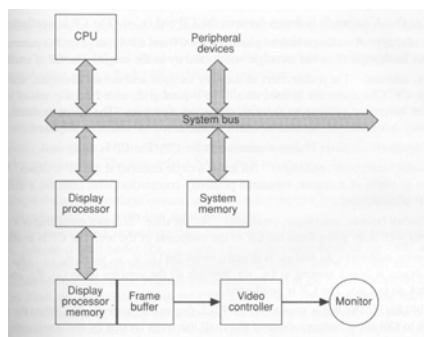 CPU
Peripheral
devices
System bus
Display
processor
System
memory
Display
processor
memory
Frame
buffer
Video
controller
Monitor